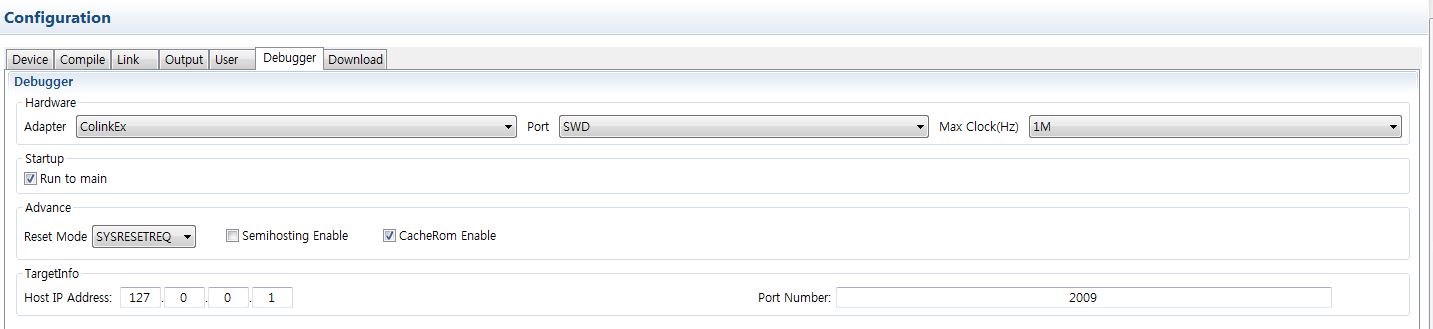 Configuration
Device Compile Link Output User Debugger Download
Debugger
Hardware
Adapter ColinkEx Port SWD Max Clock(Hz) 1M
Startup
Run to main
Advance
Reset Mode SYSRESETREQ Semihosting Enable CacheRom Enable
TargetInfo
Host IP Address: 127 . 0 . 0 . 1 Port Number: 2009